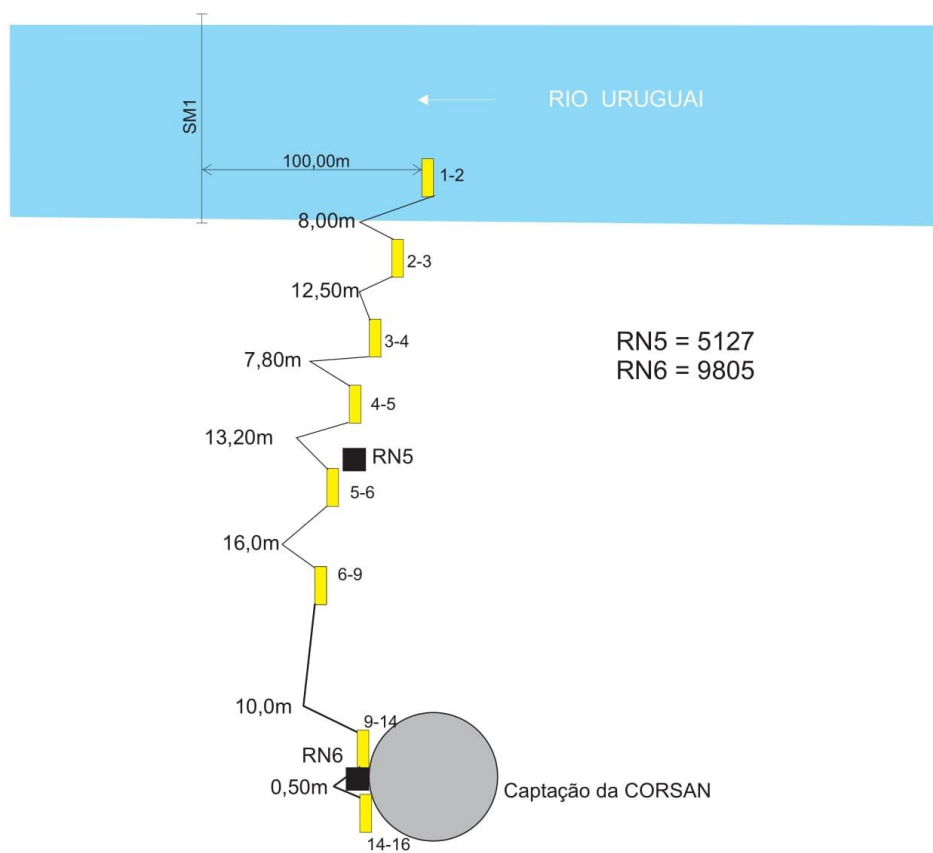 SM1
RIO URUGUAI
100,00m
1-2
8,00m
2-3
12,50m
3-4
RN5 = 5127
RN6 = 9805
7,80m
4-5
13,20m
RN5
5-6
16,0m
6-9
10,0m
9-14
RN6
0,50m
Captação da CORSAN
14-16